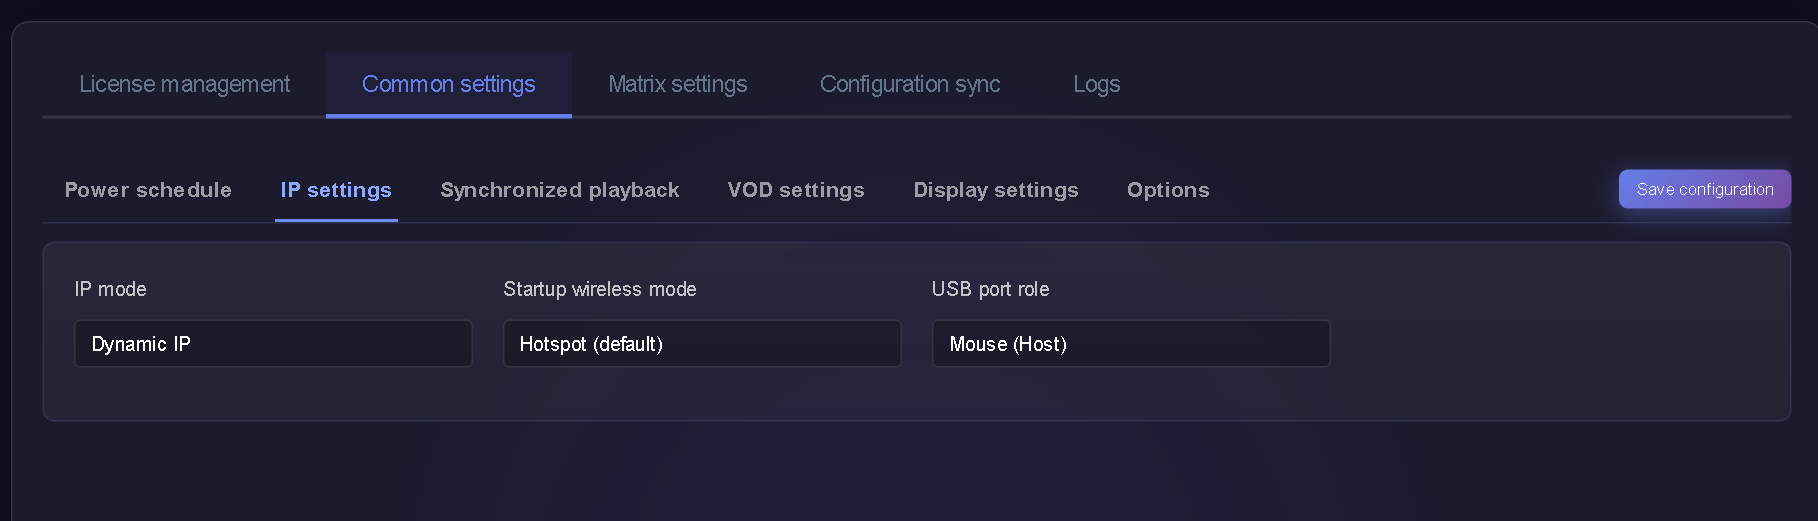 License management Common settings Matrix settings Configuration sync Logs
Power schedule IP settings Synchronized playback VOD settings Display settings Options Save configuration
IP mode Startup wireless mode USB port role
Dynamic IP Hotspot (default) Mouse (Host)